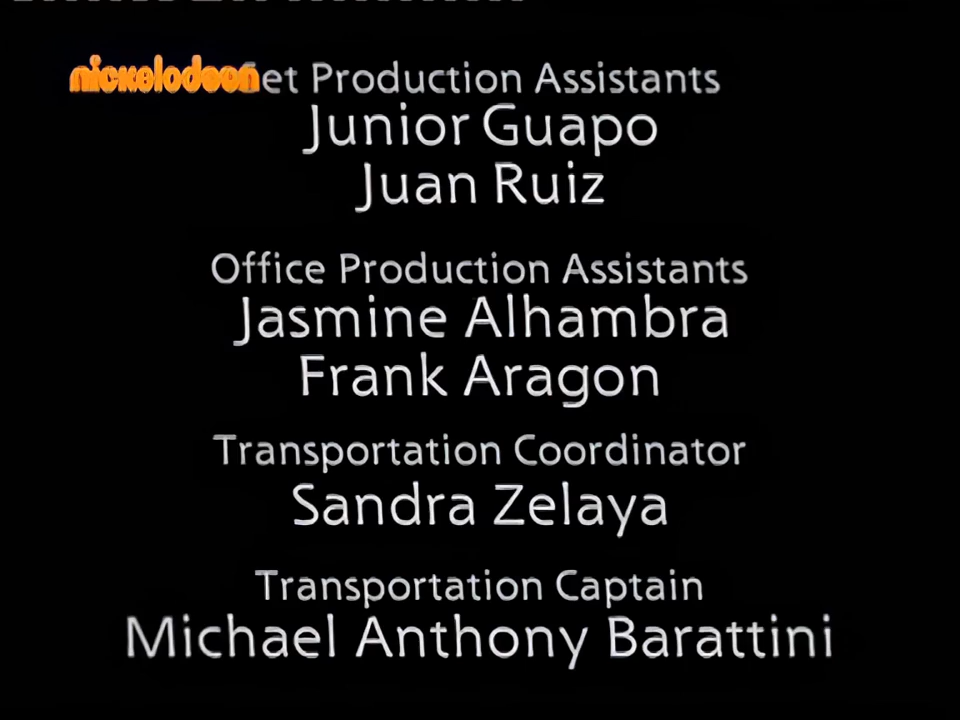 nickelodeon
Set Production Assistants
Junior Guapo
Juan Ruiz
Office Production Assistants
Jasmine Alhambra
Frank Aragon
Transportation Coordinator
Sandra Zelaya
Transportation Captain
Michael Anthony Barattini